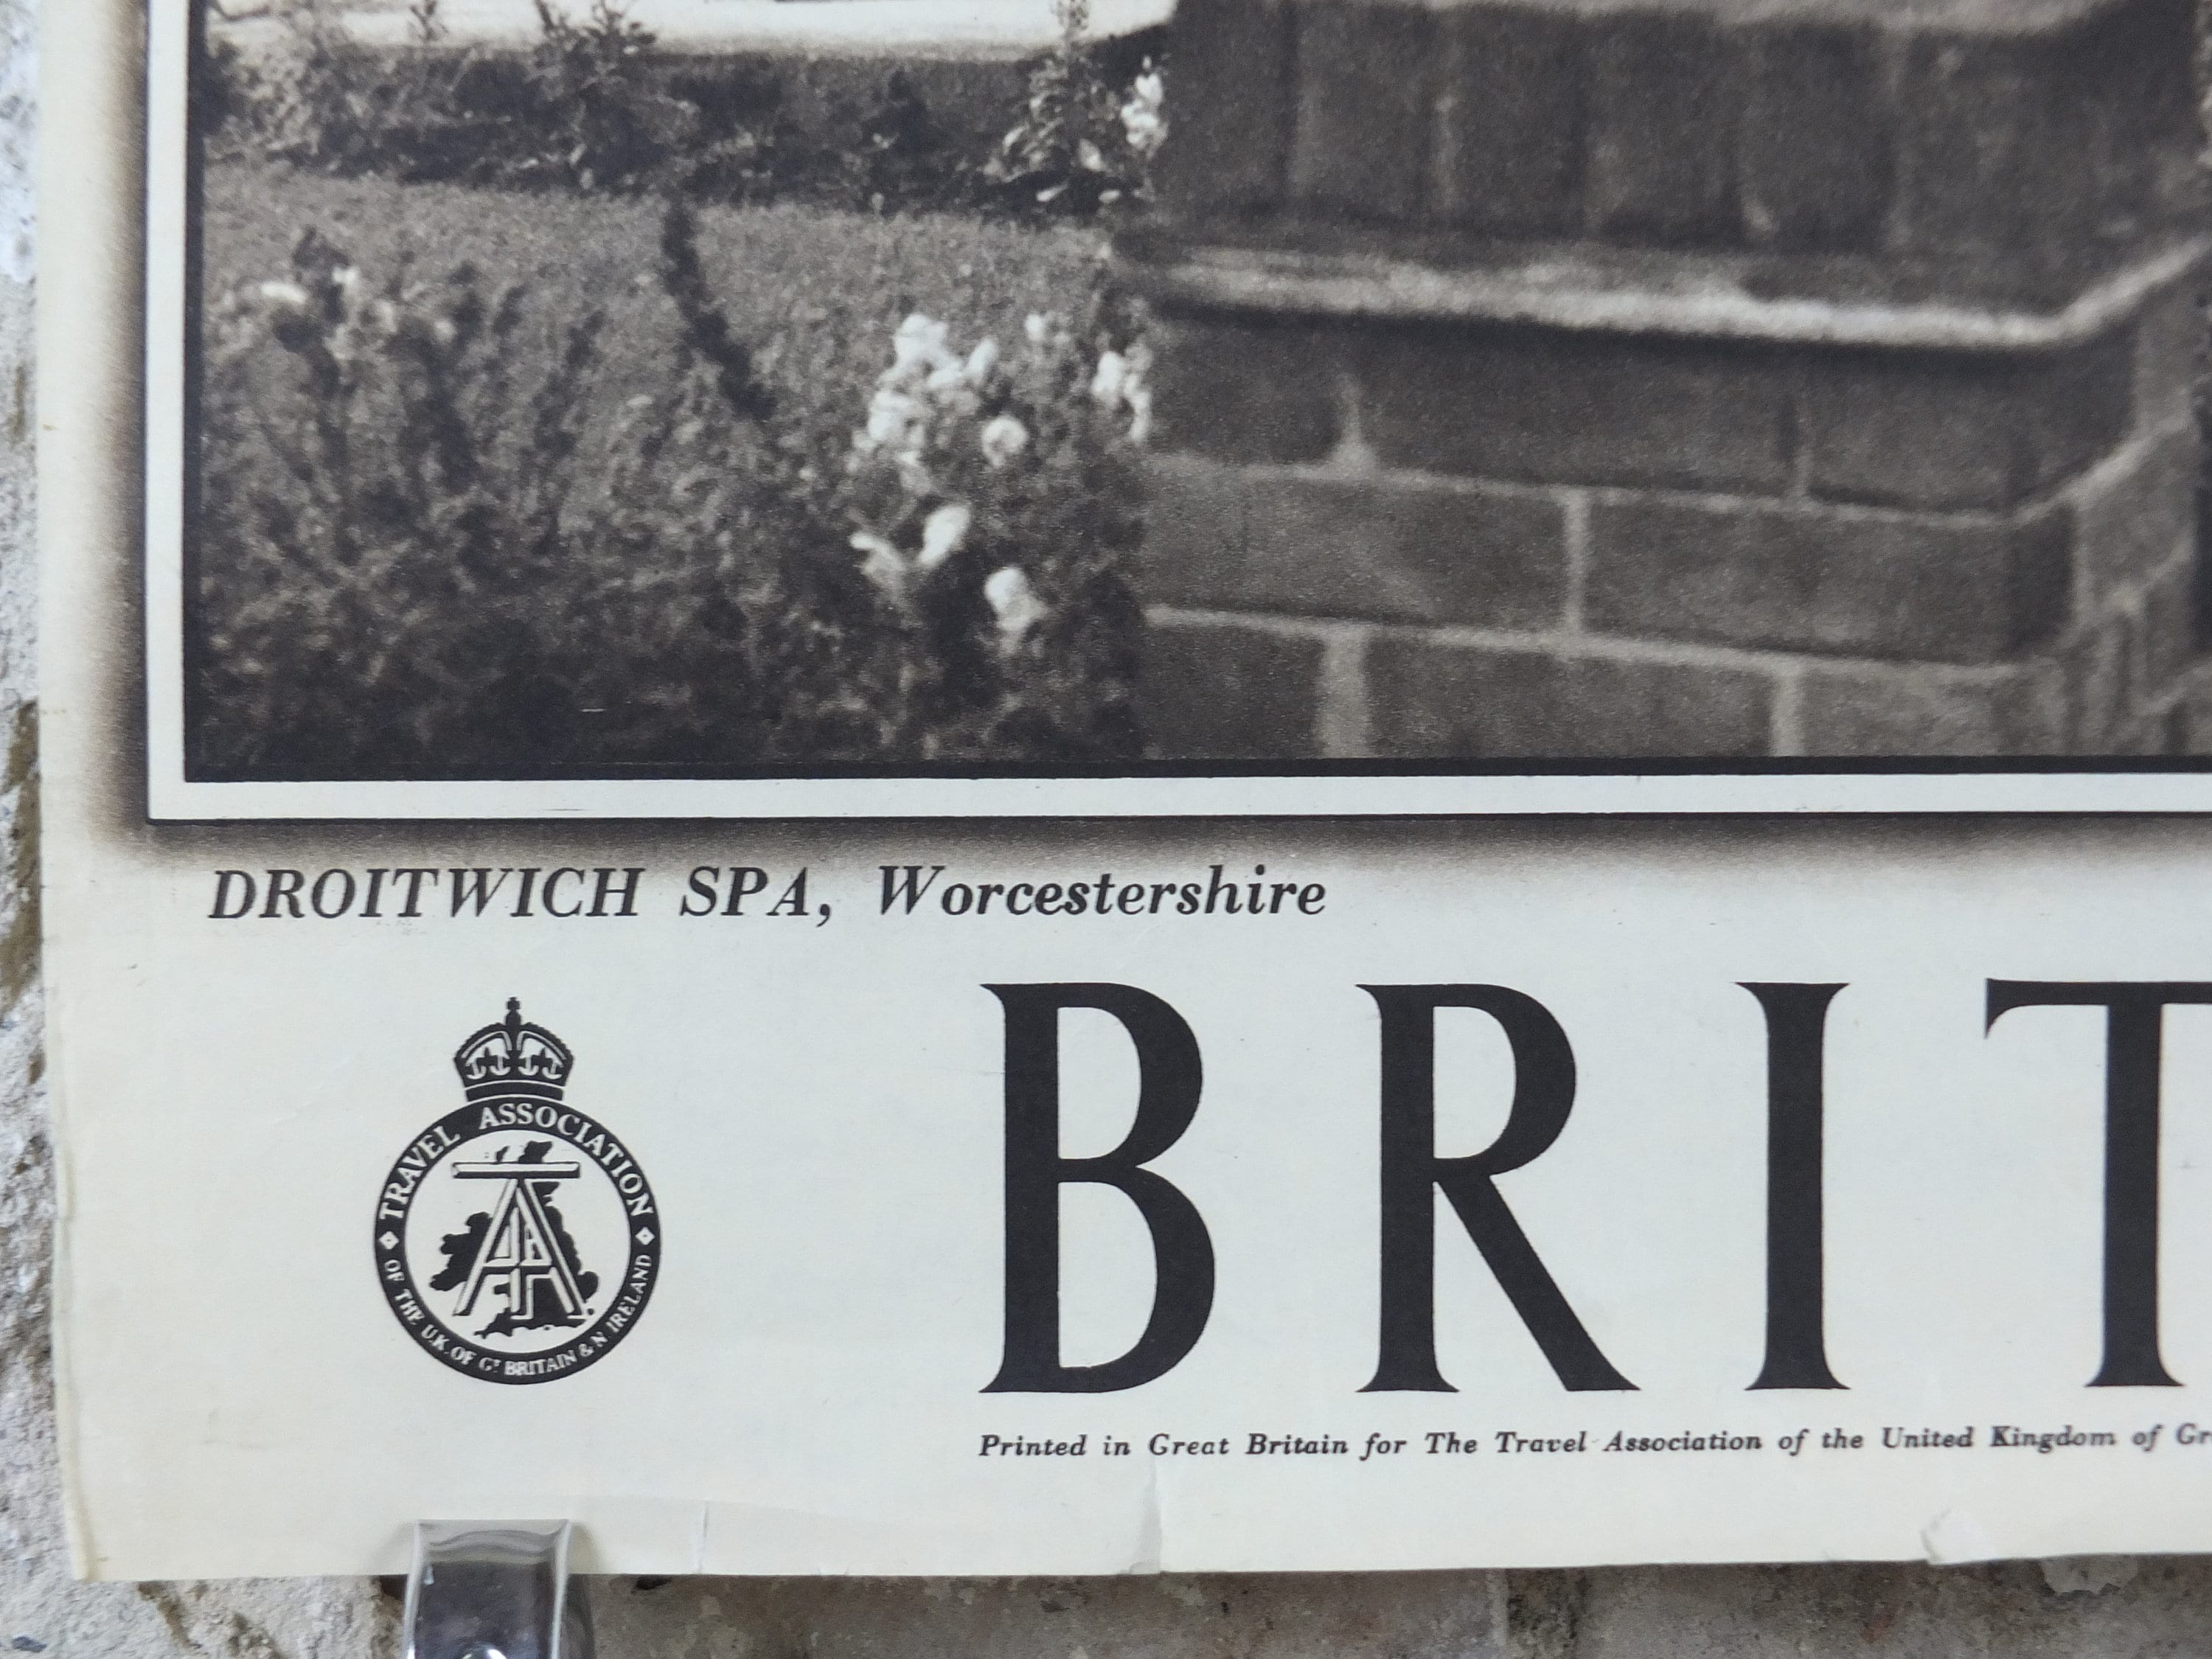 DROITWICH SPA, Worcestershire
TRAVEL ASSOCIATION
OF THE U.K. OF GT BRITAIN & N IRELAND
BRIT
Printed in Great Britain for The Travel Association of the United Kingdom of Gr